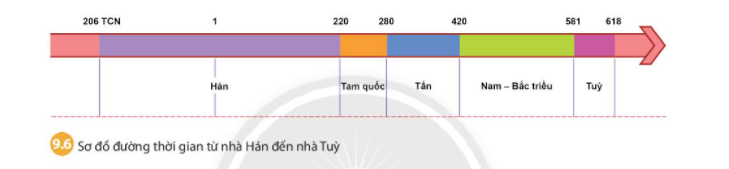 206 TCN 1 220 280 420 581 618
Hán Tam quốc Tấn Nam – Bắc triều Tuỳ
9.6 Sơ đồ đường thời gian từ nhà Hán đến nhà Tuỳ